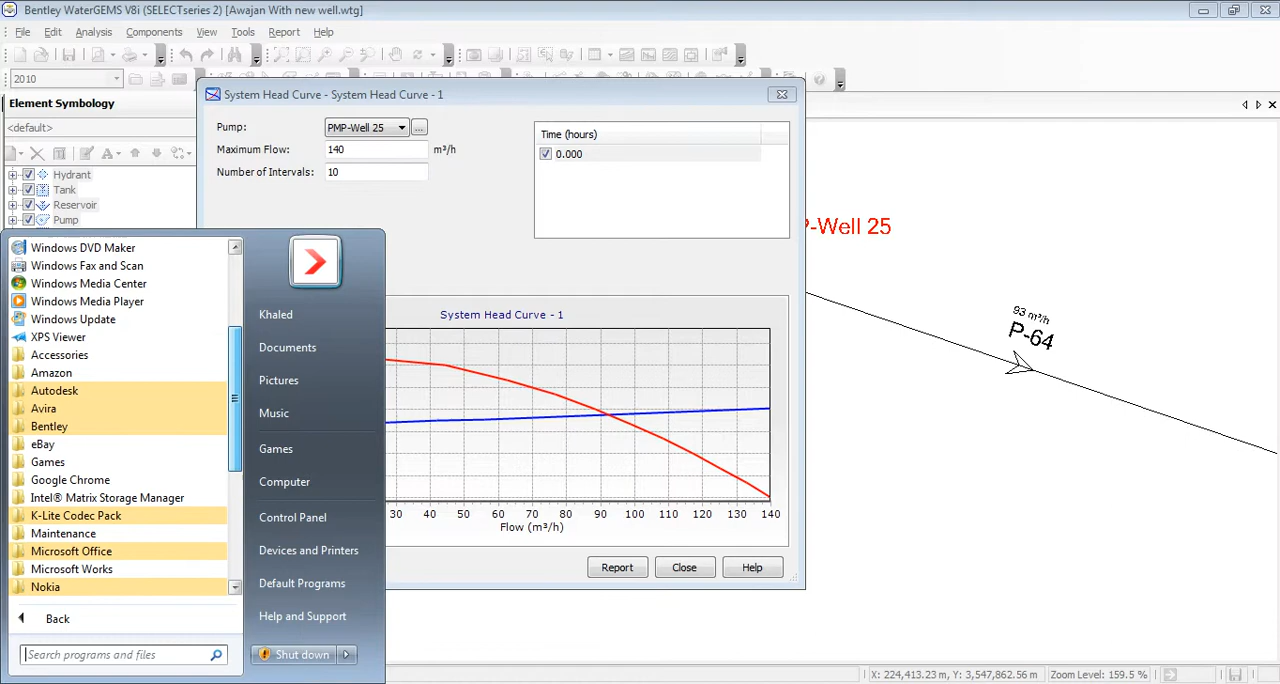 Bentley WaterGEMS V8i (SELECTseries 2) [Awajan With new well.wtg]
File Edit Analysis Components View Tools Report Help
2010
Element Symbology
<default>
Hydrant
Tank
Reservoir
Pump
System Head Curve - System Head Curve - 1
Pump: PMP-Well 25 ...
Maximum Flow: 140 m³/h
Number of Intervals: 10
Time (hours)
0.000
P-Well 25
93 m³/h
P-64
System Head Curve - 1
30 40 50 60 70 80 90 100 110 120 130 140
Flow (m³/h)
Report Close Help
Windows DVD Maker
Windows Fax and Scan
Windows Media Center
Windows Media Player
Windows Update
XPS Viewer
Accessories
Amazon
Autodesk
Avira
Bentley
eBay
Games
Google Chrome
Intel® Matrix Storage Manager
K-Lite Codec Pack
Maintenance
Microsoft Office
Microsoft Works
Nokia
Back
Search programs and files
Khaled
Documents
Pictures
Music
Games
Computer
Control Panel
Devices and Printers
Default Programs
Help and Support
Shut down
X: 224,413.23 m, Y: 3,547,862.56 m Zoom Level: 159.5 %